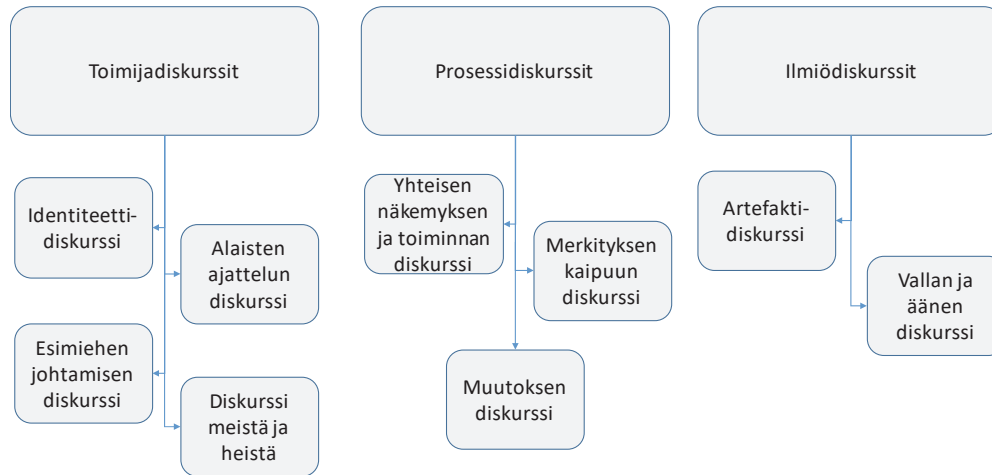 Toimijadiskurssit
Prosessidiskurssit
Ilmiödiskurssit
Identiteetti-
diskurssi
Alaisten
ajattelun
diskurssi
Esimiehen
johtamisen
diskurssi
Diskurssi
meistä ja
heistä
Yhteisen
näkemyksen
ja toiminnan
diskurssi
Merkityksen
kaipuun
diskurssi
Muutoksen
diskurssi
Artefakti-
diskurssi
Vallan ja
äänen
diskurssi